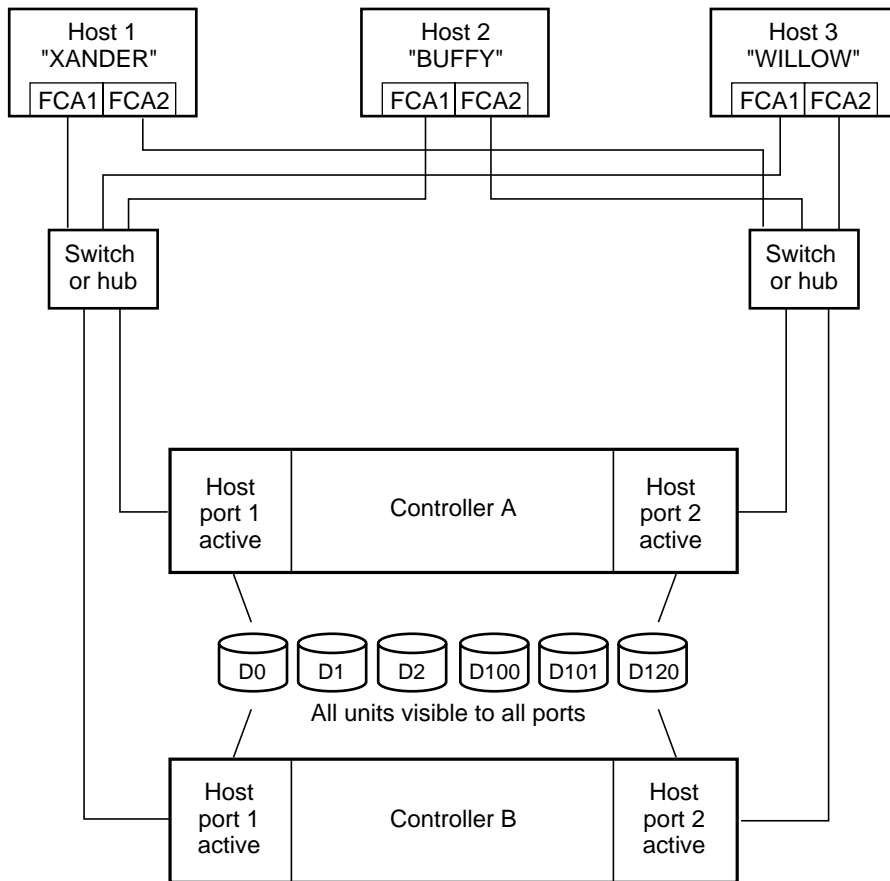 Host 1
"XANDER"
FCA1 FCA2
Host 2
"BUFFY"
FCA1 FCA2
Host 3
"WILLOW"
FCA1 FCA2
Switch
or hub
Switch
or hub
Host
port 1
active
Controller A
Host
port 2
active
D0 D1 D2 D100 D101 D120
All units visible to all ports
Host
port 1
active
Controller B
Host
port 2
active